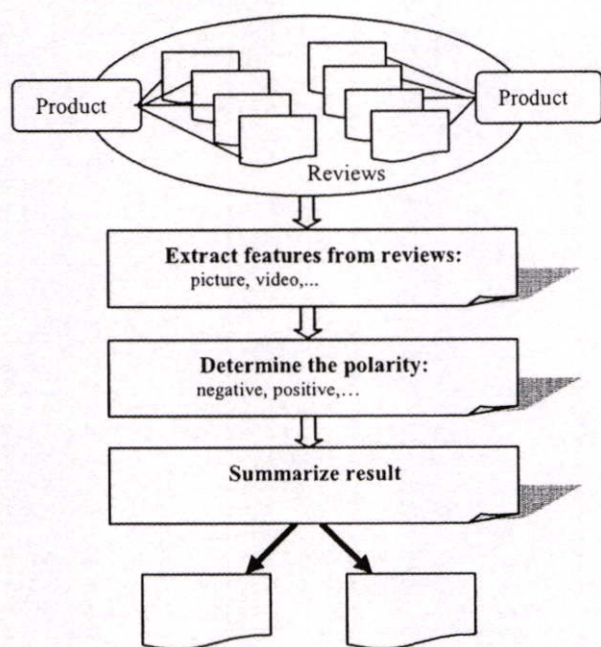 Product
Product
Reviews
Extract features from reviews:
picture, video,...
Determine the polarity:
negative, positive,…
Summarize result